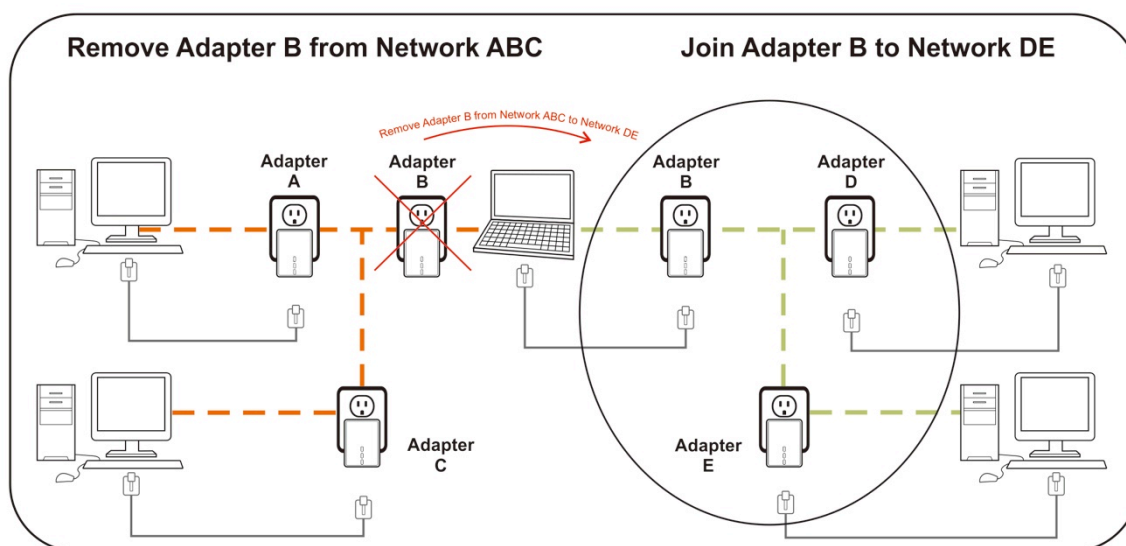 Remove Adapter B from Network ABC
Join Adapter B to Network DE
Remove Adapter B from Network ABC to Network DE
Adapter
A
Adapter
B
Adapter
B
Adapter
D
Adapter
C
Adapter
E